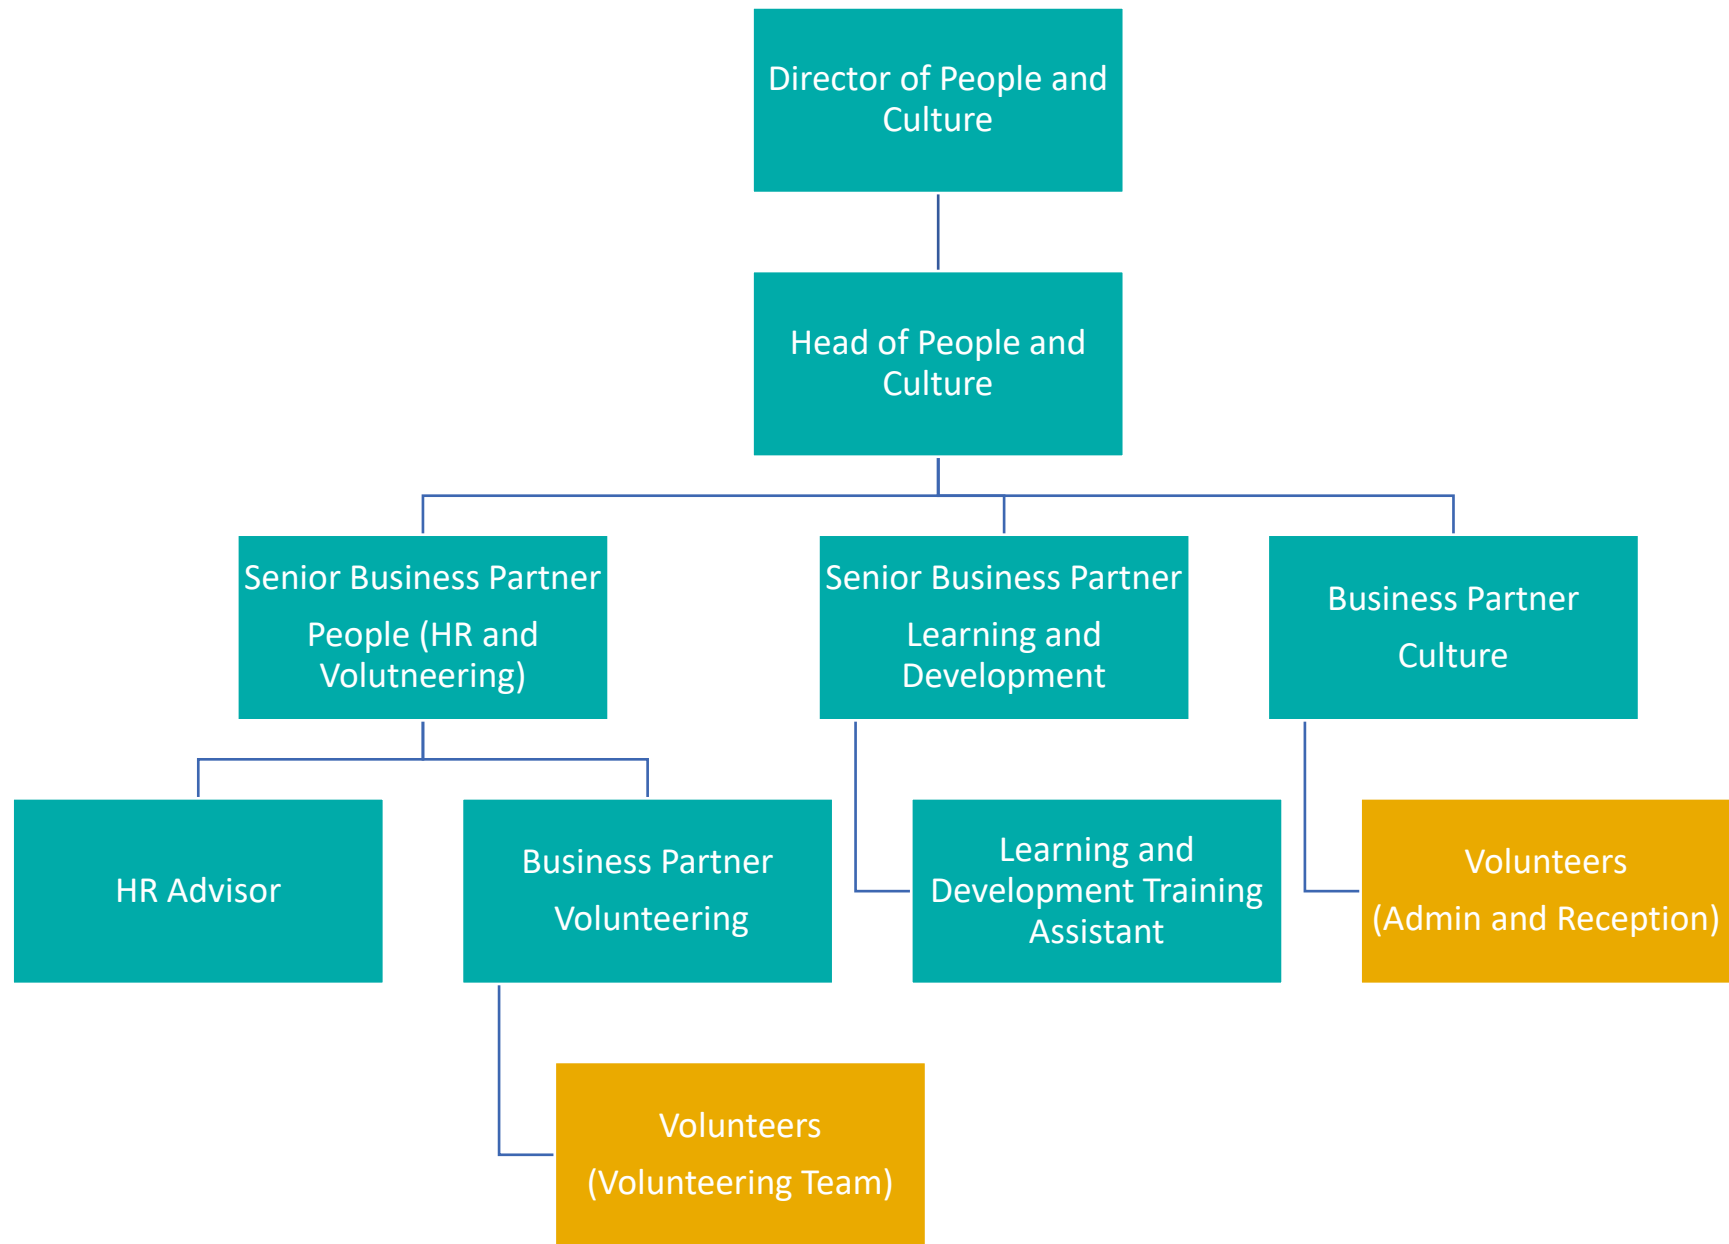 Director of People and
Culture
Head of People and
Culture
Senior Business Partner
People (HR and
Volutneering)
Senior Business Partner
Learning and
Development
Business Partner
Culture
HR Advisor
Business Partner
Volunteering
Learning and
Development Training
Assistant
Volunteers
(Admin and Reception)
Volunteers
(Volunteering Team)